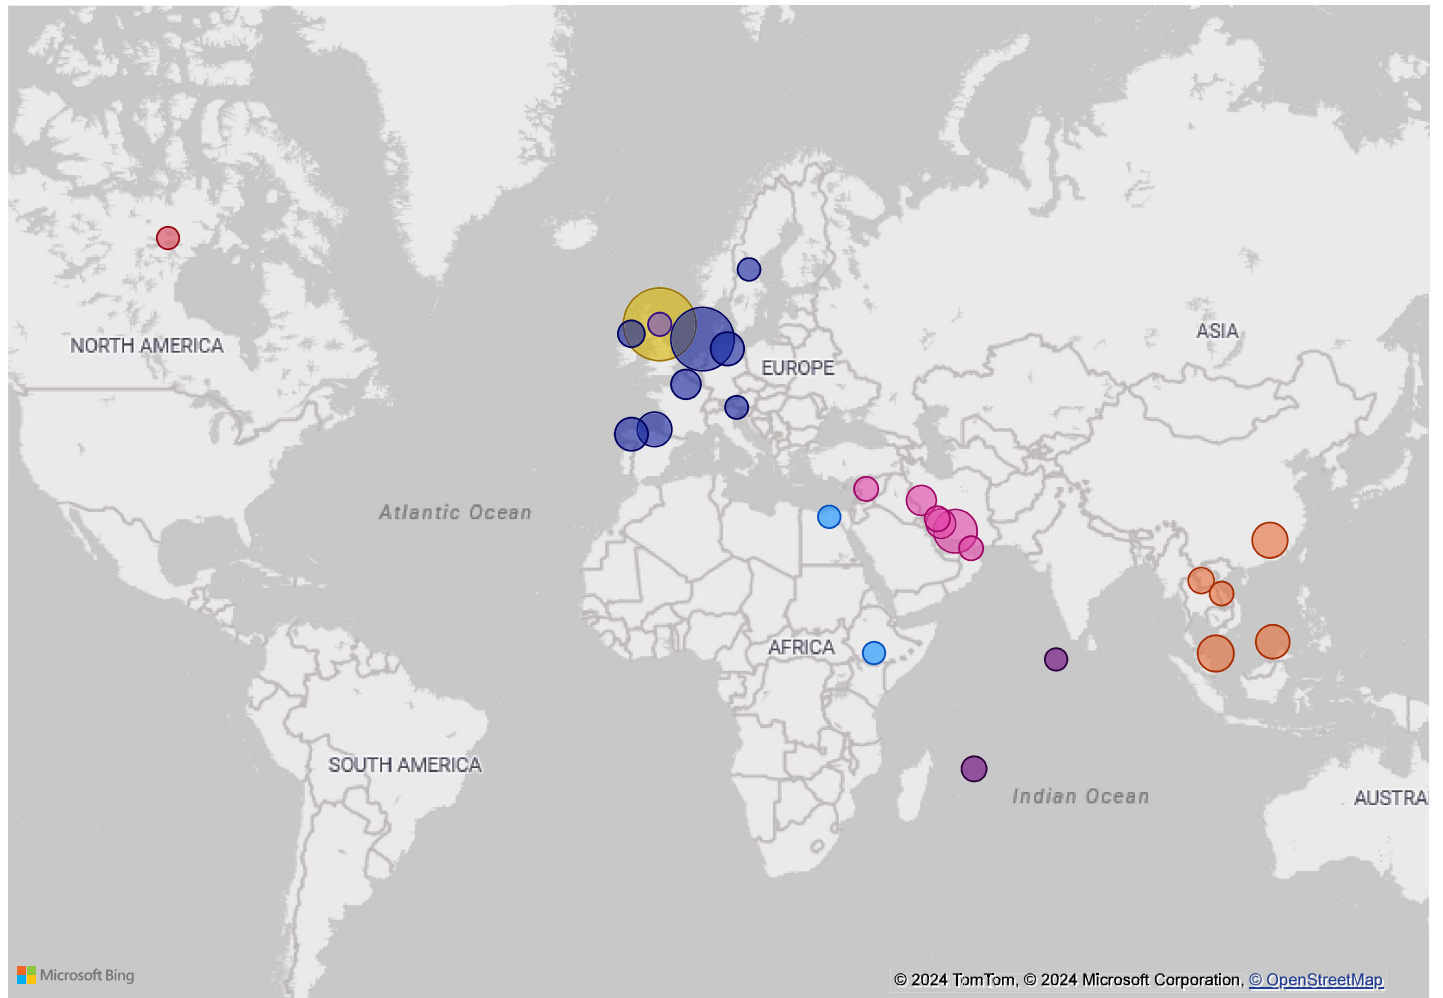 NORTH AMERICA
ASIA
EUROPE
Atlantic Ocean
AFRICA
SOUTH AMERICA
Indian Ocean
AUSTRA
Microsoft Bing
© 2024 TomTom, © 2024 Microsoft Corporation, © OpenStreetMap